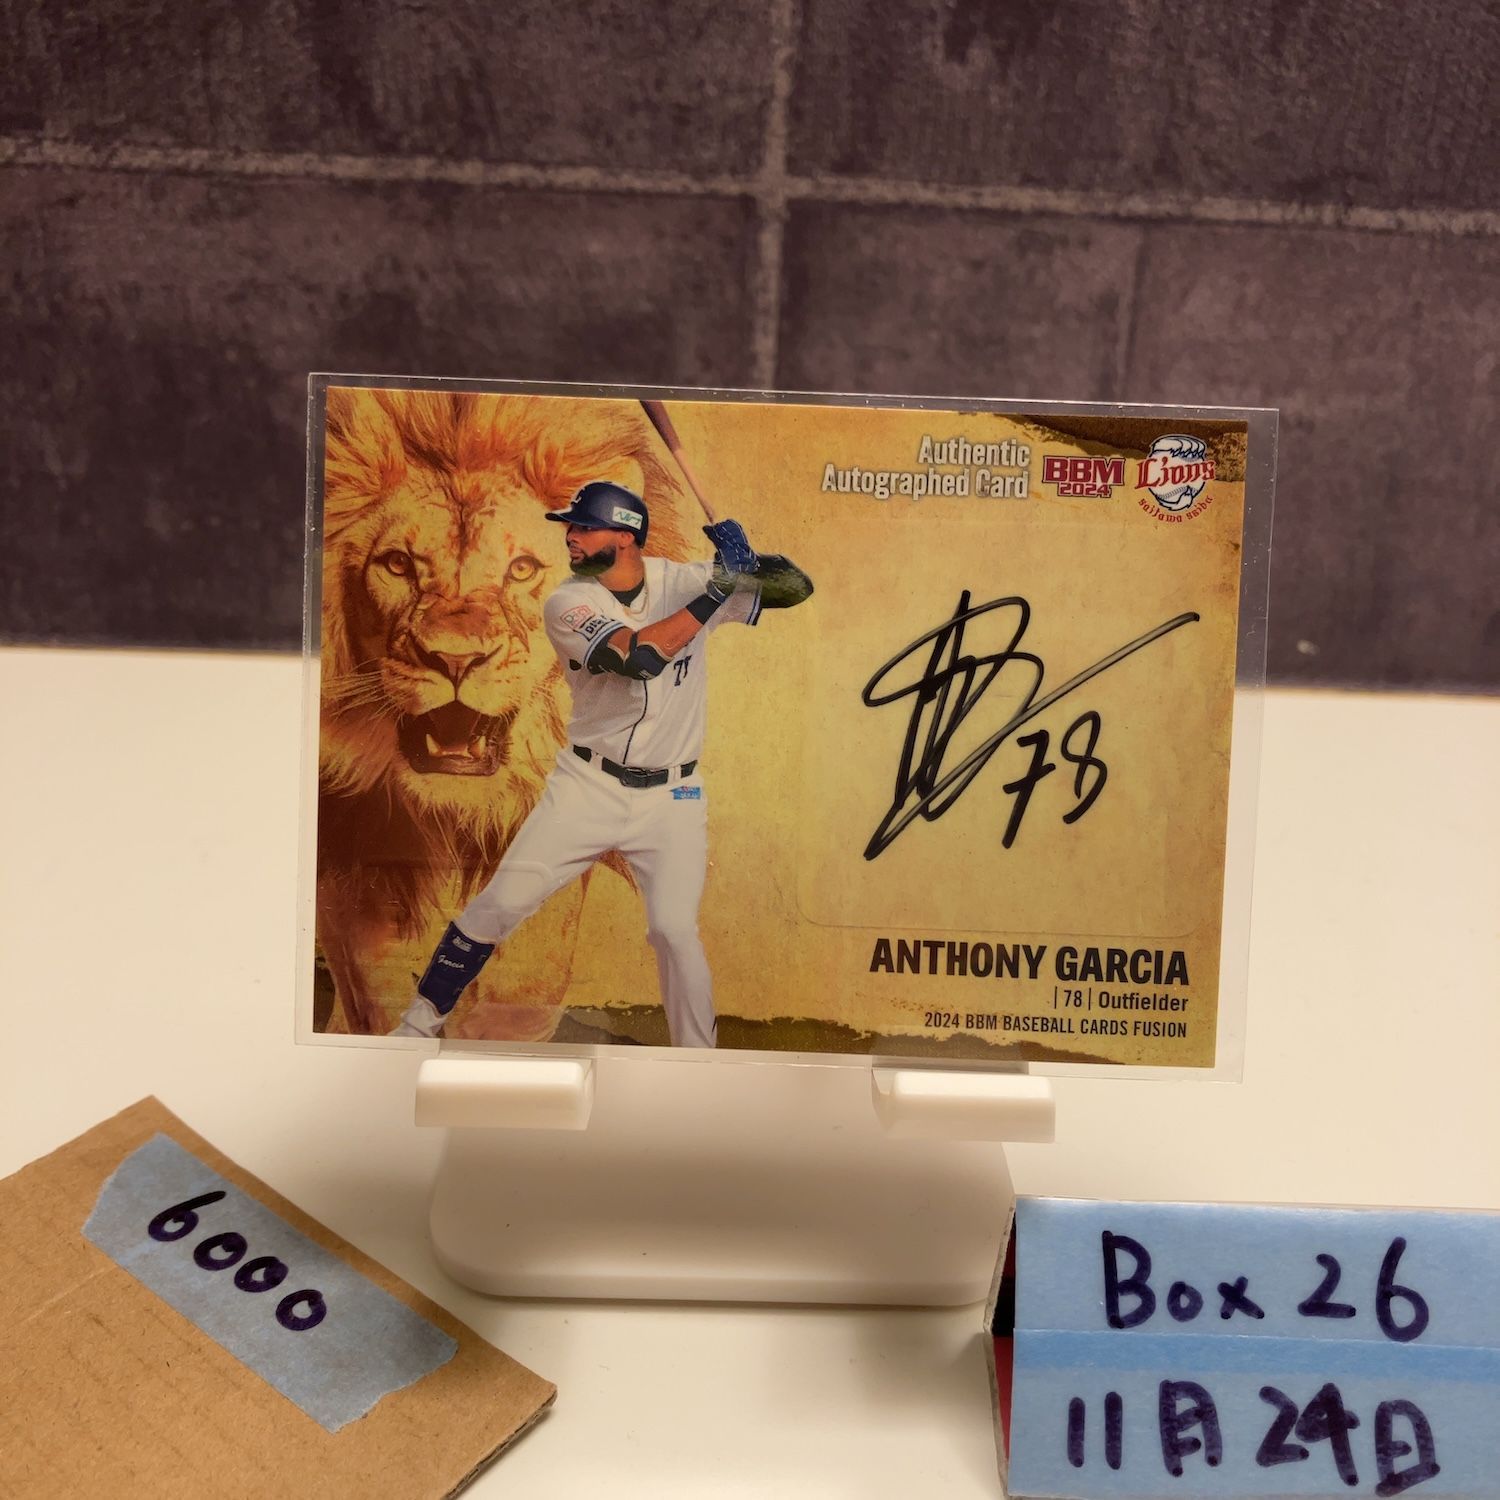 Authentic
Autographed Card
BBM
2024
Lions
saitama seibu
78
ANTHONY GARCIA
|78| Outfielder
2024 BBM BASEBALL CARDS FUSION
6000
Box 26
11月24日